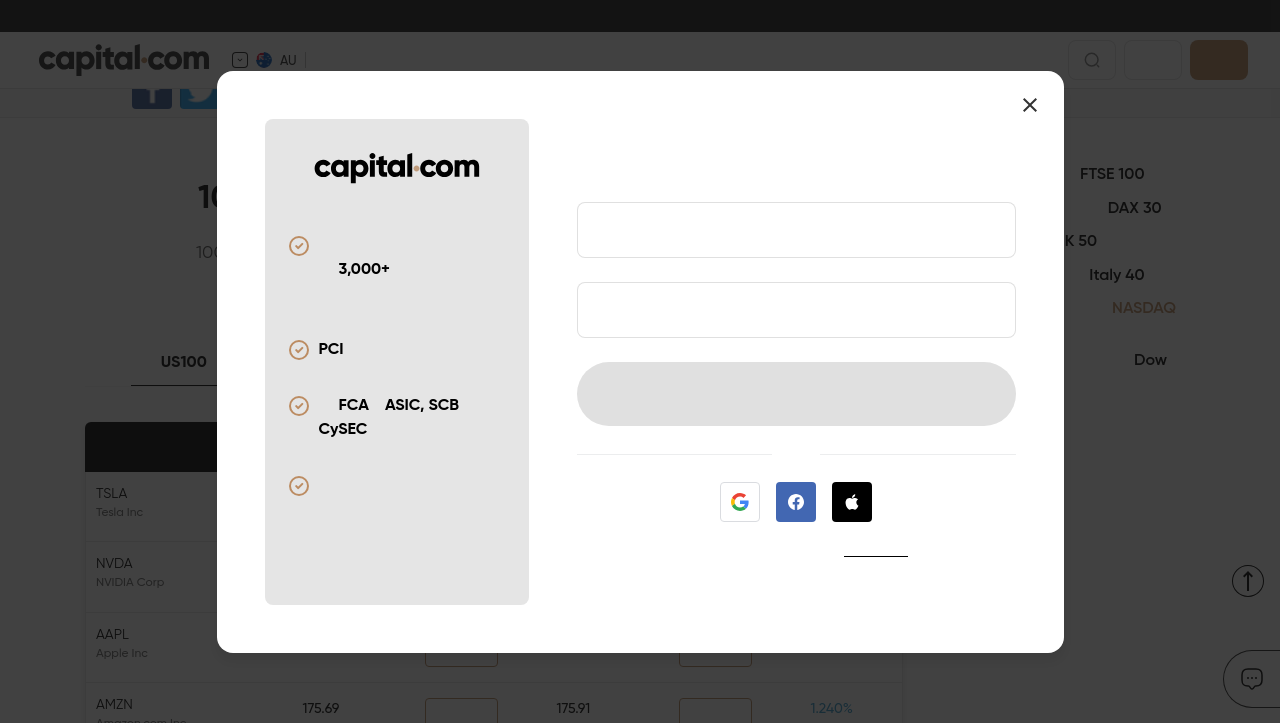 capital.com
AU
10
100
US100
TSLA
Tesla Inc
NVDA
NVIDIA Corp
AAPL
Apple Inc
AMZN
Amazon.com Inc
175.69
175.91
1.240%
capital.com
3,000+
PCI
FCA ASIC, SCB
CySEC
FTSE 100
DAX 30
K 50
Italy 40
NASDAQ
Dow